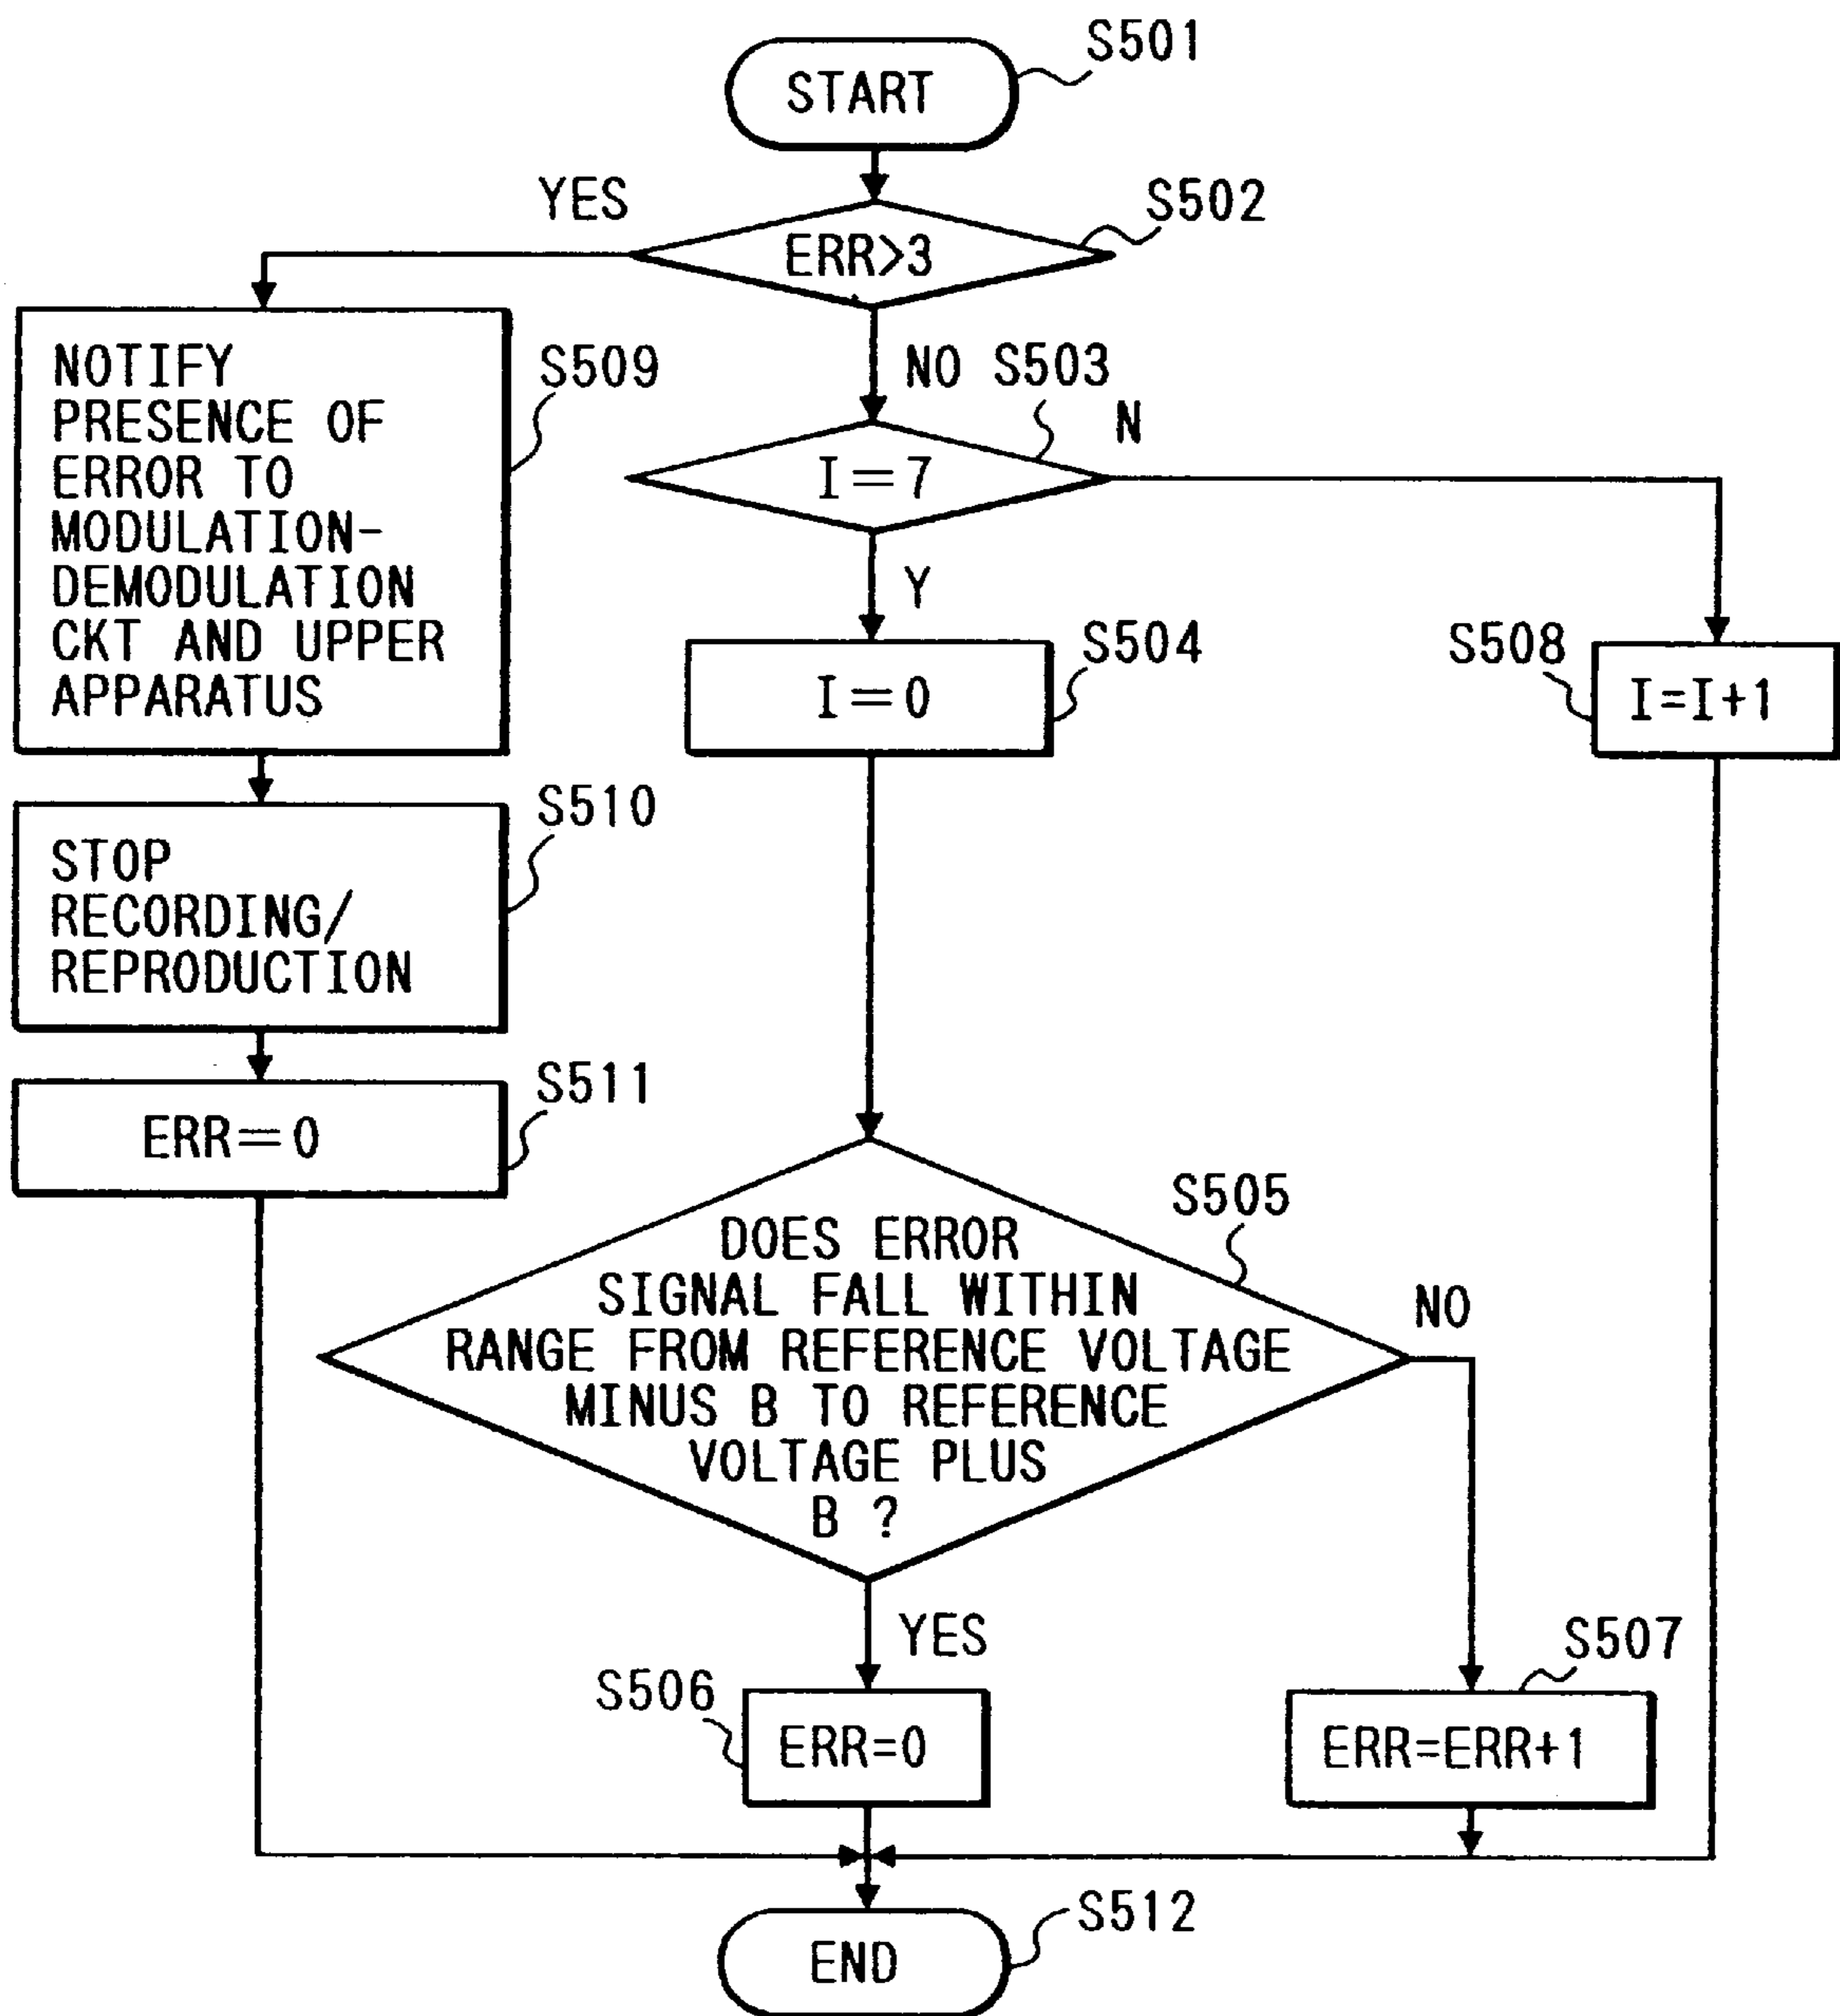 START
S501
YES
ERR>3
S502
NOTIFY
PRESENCE OF
ERROR TO
MODULATION-
DEMODULATION
CKT AND UPPER
APPARATUS
S509
NO
S503
I=7
N
Y
I=0
S504
S508
I=I+1
STOP
RECORDING/
REPRODUCTION
S510
ERR=0
S511
DOES ERROR
SIGNAL FALL WITHIN
RANGE FROM REFERENCE VOLTAGE
MINUS B TO REFERENCE
VOLTAGE PLUS
B ?
S505
NO
YES
S506
ERR=0
S507
ERR=ERR+1
END
S512